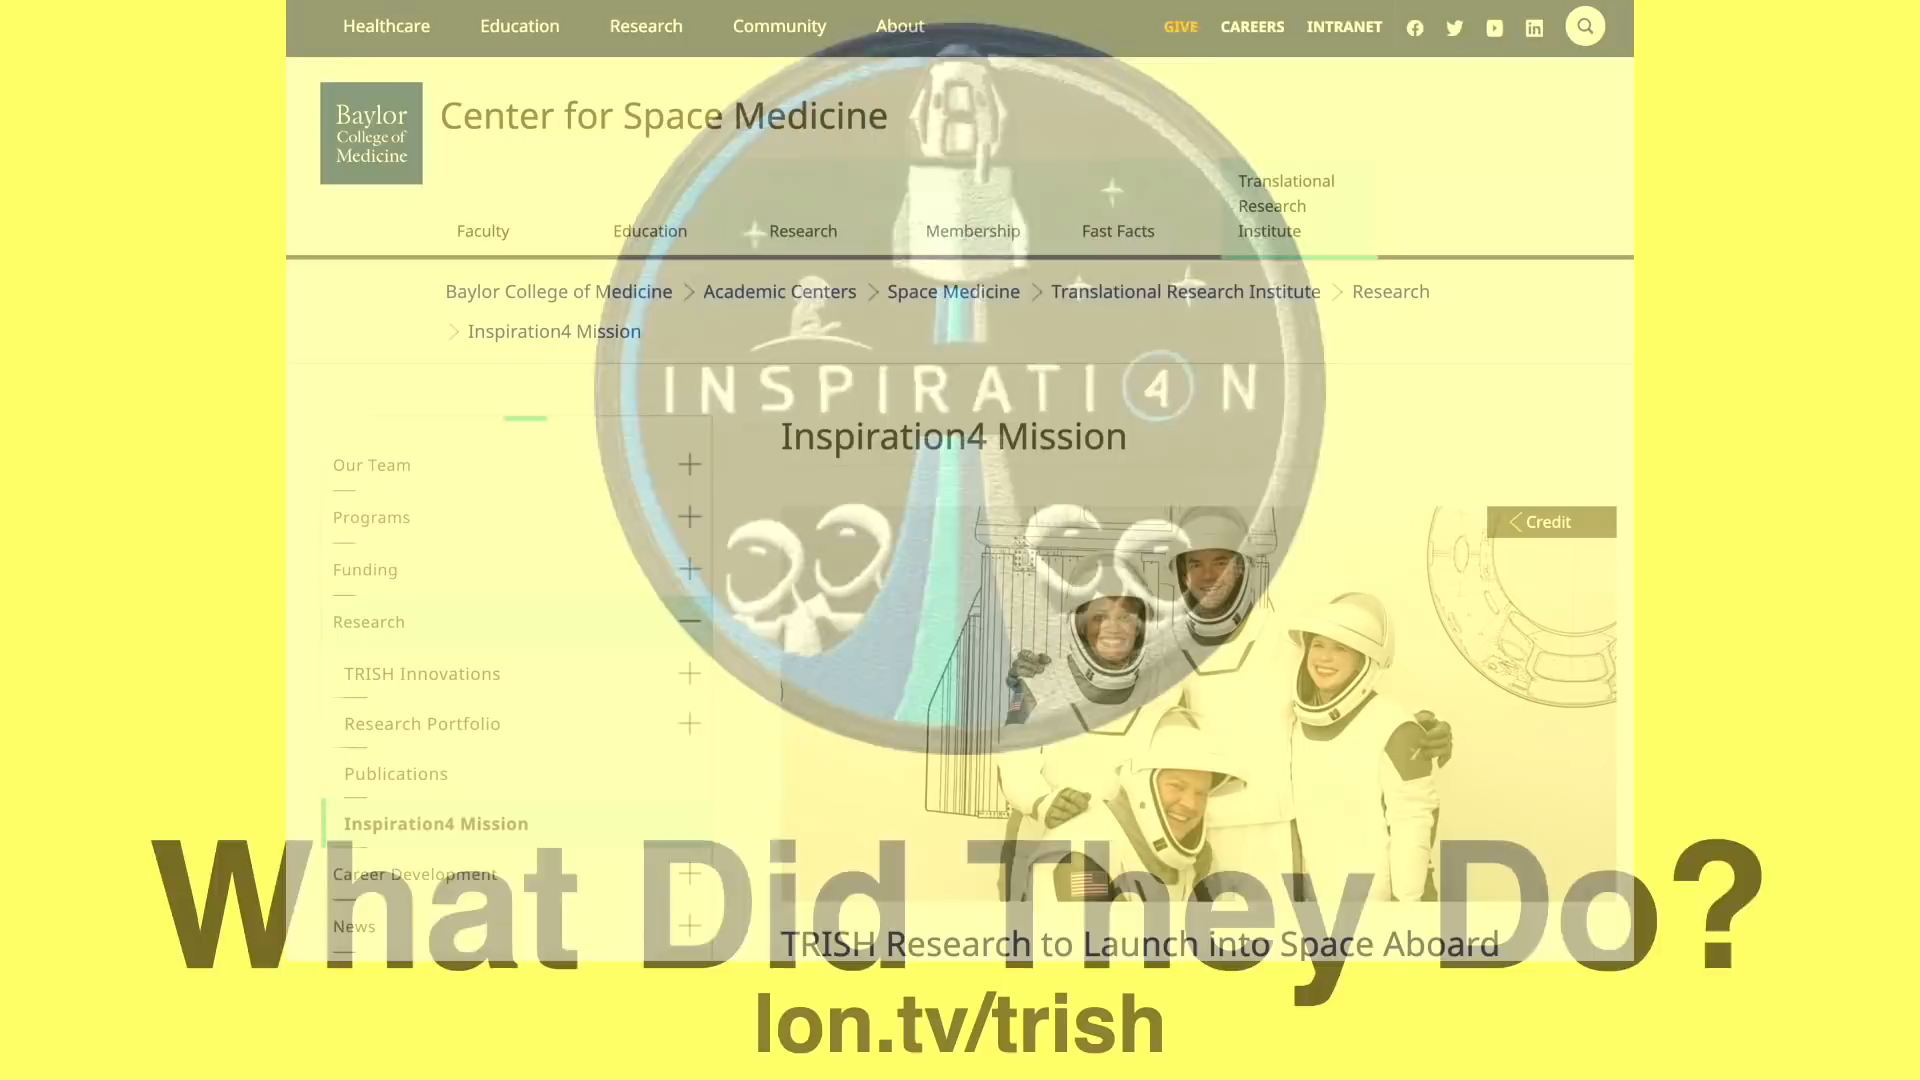 Healthcare Education Research Community About GIVE CAREERS INTRANET
Baylor
College of
Medicine
Center for Space Medicine
Faculty Education Research Membership Fast Facts
Translational
Research
Institute
Baylor College of Medicine > Academic Centers > Space Medicine > Translational Research Institute > Research
> Inspiration4 Mission
INSPIRATI4N
Inspiration4 Mission
Credit
Our Team
Programs
Funding
Research
TRISH Innovations
Research Portfolio
Publications
Inspiration4 Mission
Career Development
News
TRISH Research to Launch into Space Aboard
What Did They Do?
lon.tv/trish